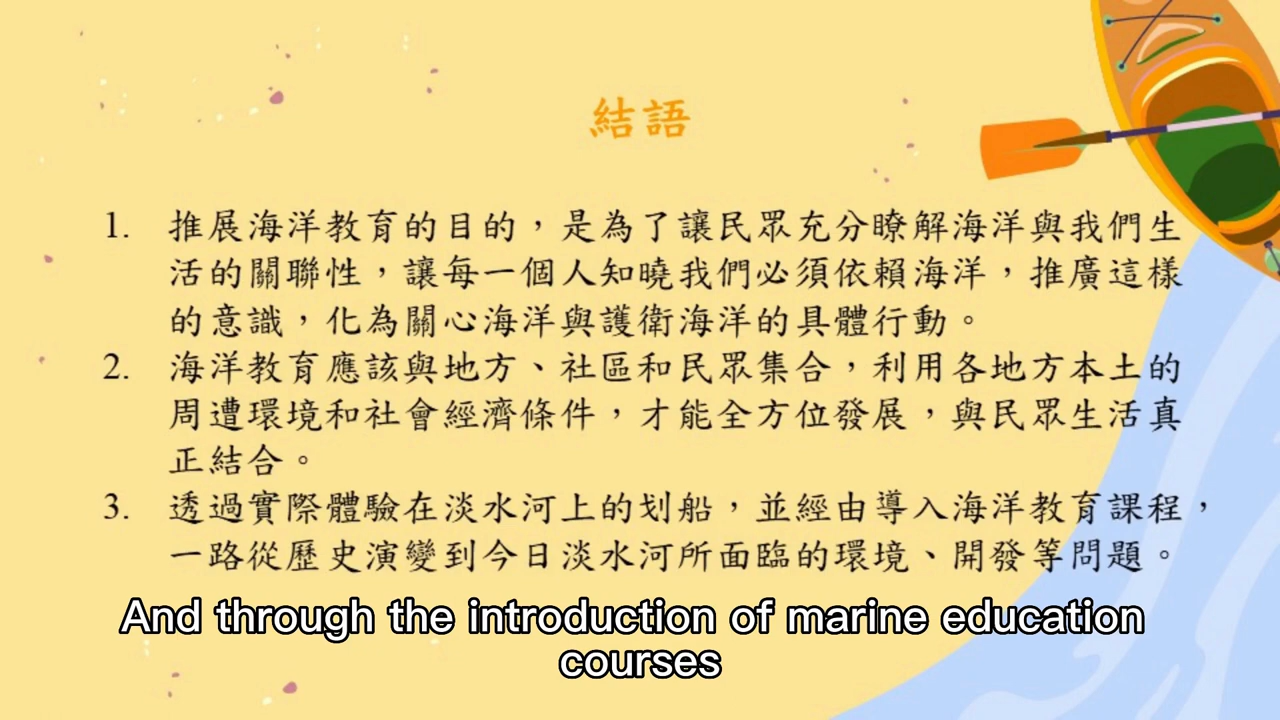 結語
1. 推展海洋教育的目的，是為了讓民眾充分瞭解海洋與我們生
活的關聯性，讓每一個人知曉我們必須依賴海洋，推廣這樣
的意識，化為關心海洋與護衛海洋的具體行動。
2. 海洋教育應該與地方、社區和民眾集合，利用各地方本土的
周遭環境和社會經濟條件，才能全方位發展，與民眾生活真
正結合。
3. 透過實際體驗在淡水河上的划船，並經由導入海洋教育課程，
一路從歷史演變到今日淡水河所面臨的環境、開發等問題。
And through the introduction of marine education
courses